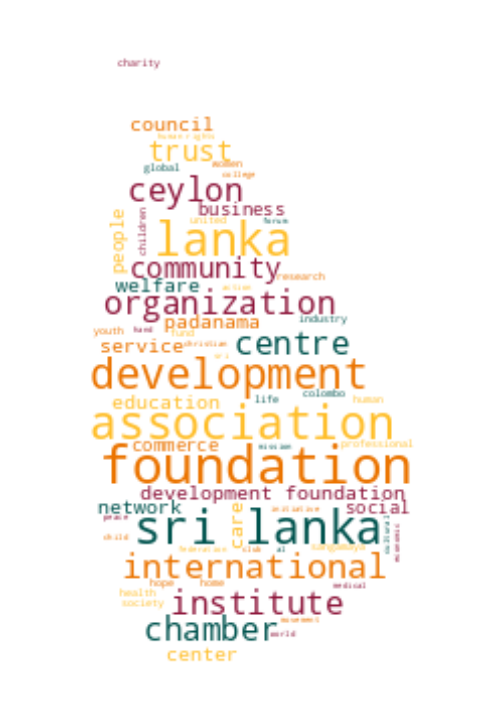 charity
council
human rights
trust
global women
college
ceylon
business
people children united forum
lanka
community
research
welfare action
organization
padanama industry
youth hand fund
service christian centre
sri
development
education life colombo human
association
commerce mission professional
foundation
development foundation
network care initiative social
peace
sri lanka cultural economic
child
federation club al
international
hope home medical
health
society institute
movement
chamber world
center